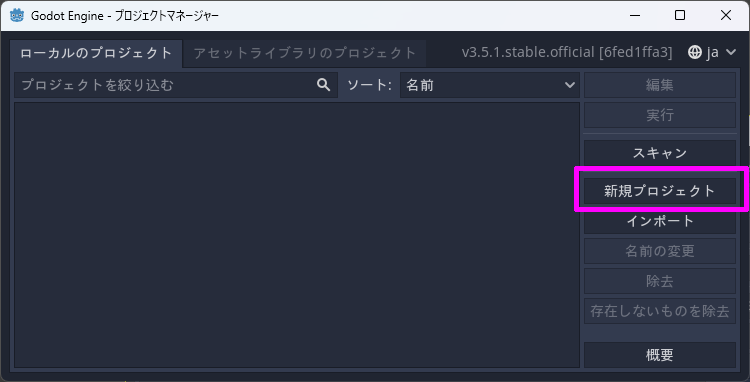 Godot Engine - プロジェクトマネージャー
ローカルのプロジェクト アセットライブラリのプロジェクト v3.5.1.stable.official [6fed1ffa3] ja
プロジェクトを絞り込む ソート: 名前 編集
実行
スキャン
新規プロジェクト
インポート
名前の変更
除去
存在しないものを除去
概要